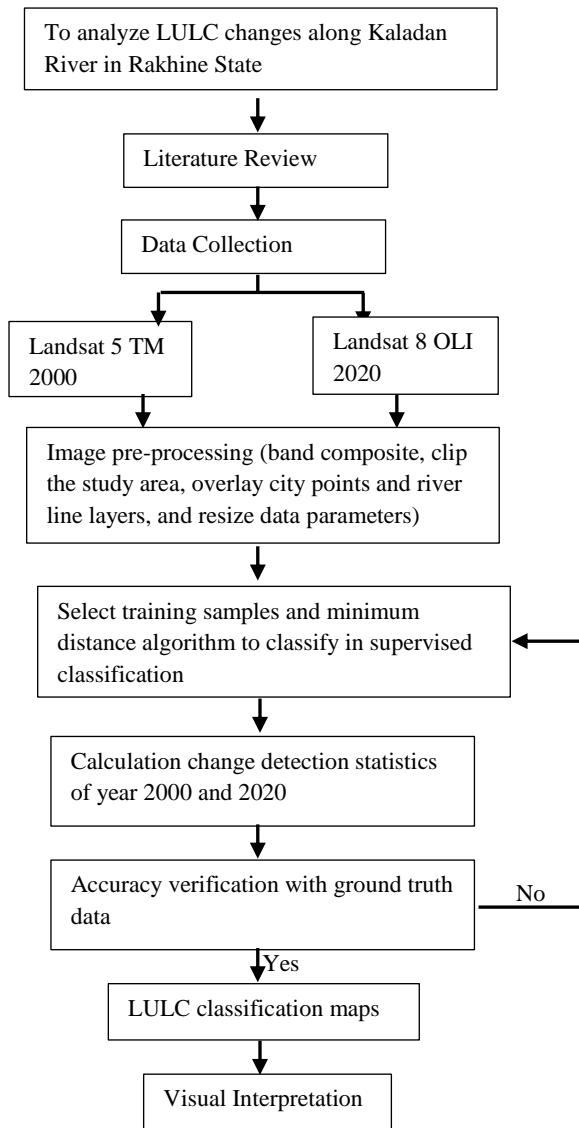 To analyze LULC changes along Kaladan
River in Rakhine State
Literature Review
Data Collection
Landsat 5 TM
2000
Landsat 8 OLI
2020
Image pre-processing (band composite, clip
the study area, overlay city points and river
line layers, and resize data parameters)
Select training samples and minimum
distance algorithm to classify in supervised
classification
Calculation change detection statistics
of year 2000 and 2020
Accuracy verification with ground truth
data
No
Yes
LULC classification maps
Visual Interpretation